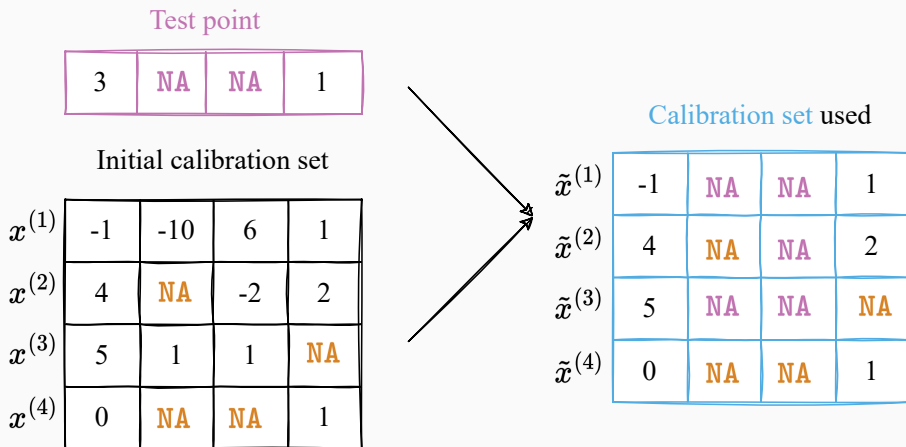 Test point
3 NA NA 1
Initial calibration set
x^(1) -1 -10 6 1
x^(2) 4 NA -2 2
x^(3) 5 1 1 NA
x^(4) 0 NA NA 1
Calibration set used
x̃^(1) -1 NA NA 1
x̃^(2) 4 NA NA 2
x̃^(3) 5 NA NA NA
x̃^(4) 0 NA NA 1